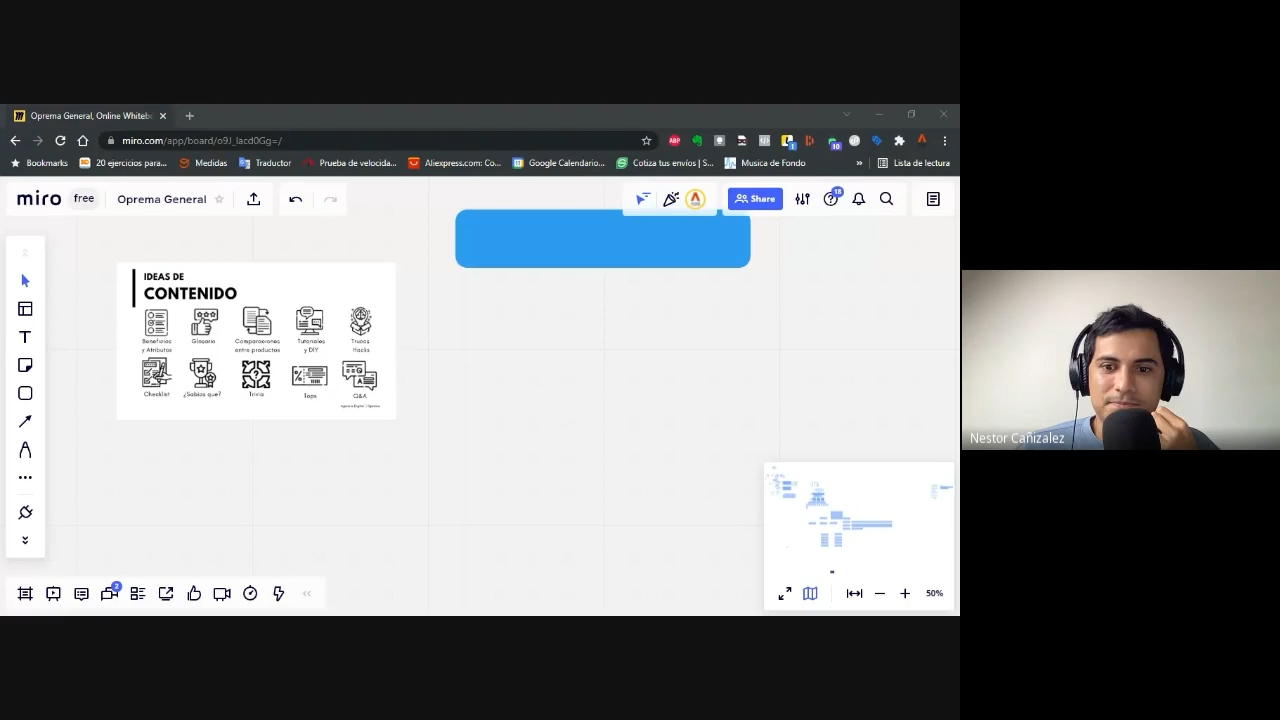 Oprema General, Online Whiteb
miro.com/app/board/o9J_lacd0Gg=/
Bookmarks
20 ejercicios para...
Medidas
Traductor
Prueba de velocida...
Aliexpress.com: Co...
Google Calendario...
Cotiza tus envíos | S...
Musica de Fondo
»
Lista de lectura
miro
free
Oprema General
Share
18
IDEAS DE
CONTENIDO
Beneficios
y Atributos
Glosario
Comparaciones
entre productos
Tutoriales
y DIY
Trucos
Hacks
Checklist
¿Sabías que?
Trivia
Tops
Q&A
Nestor Cañizalez
2
50%